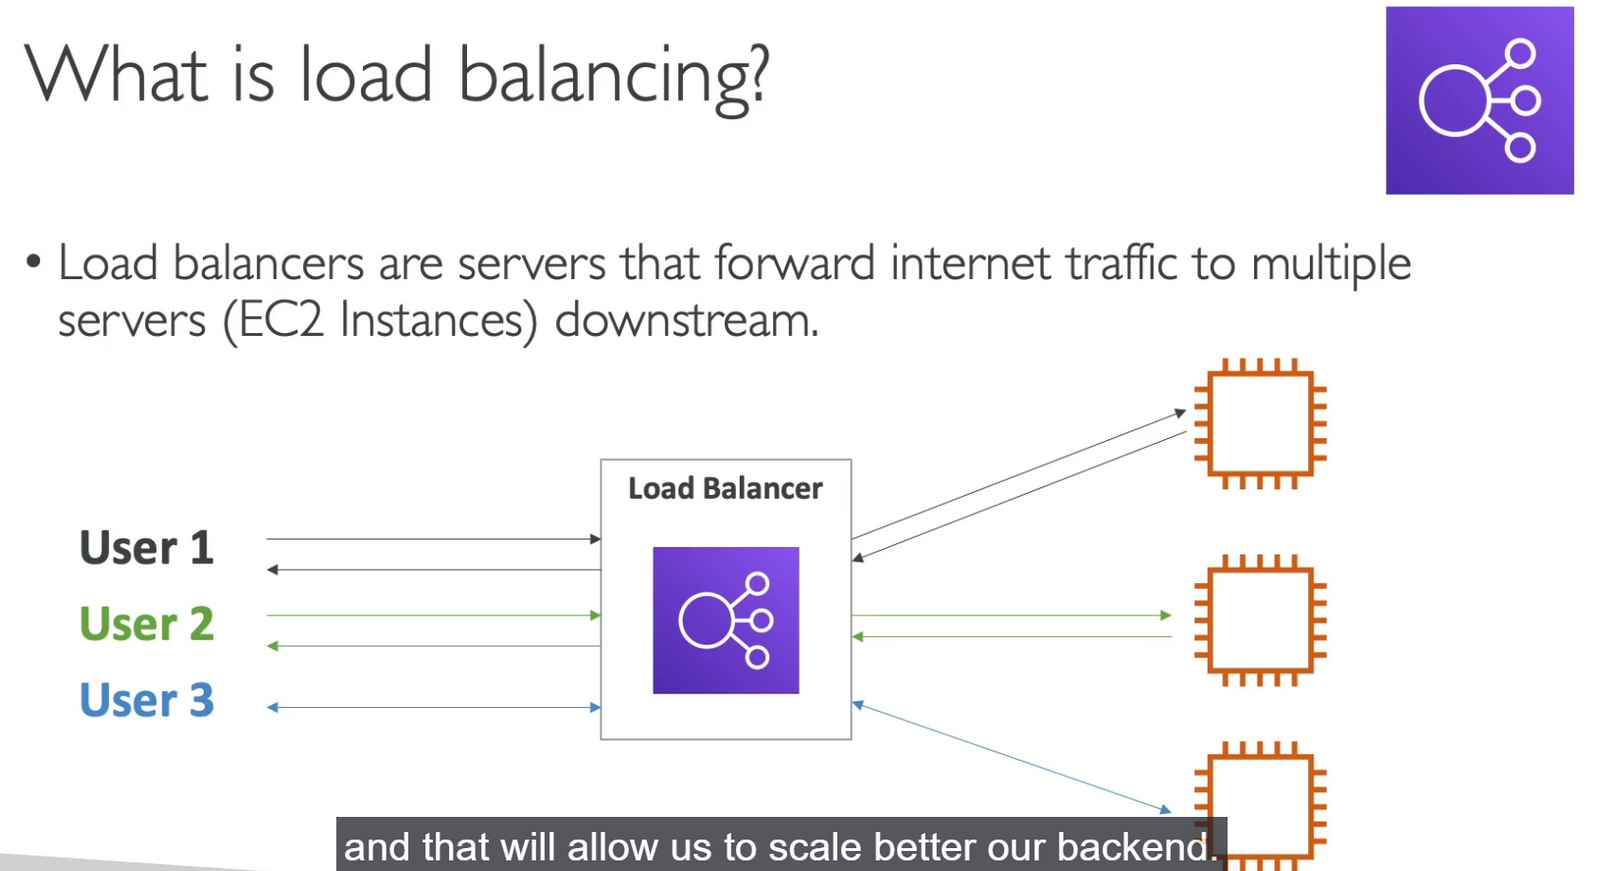 What is load balancing?
• Load balancers are servers that forward internet traffic to multiple
servers (EC2 Instances) downstream.
Load Balancer
User 1
User 2
User 3
and that will allow us to scale better our backend.